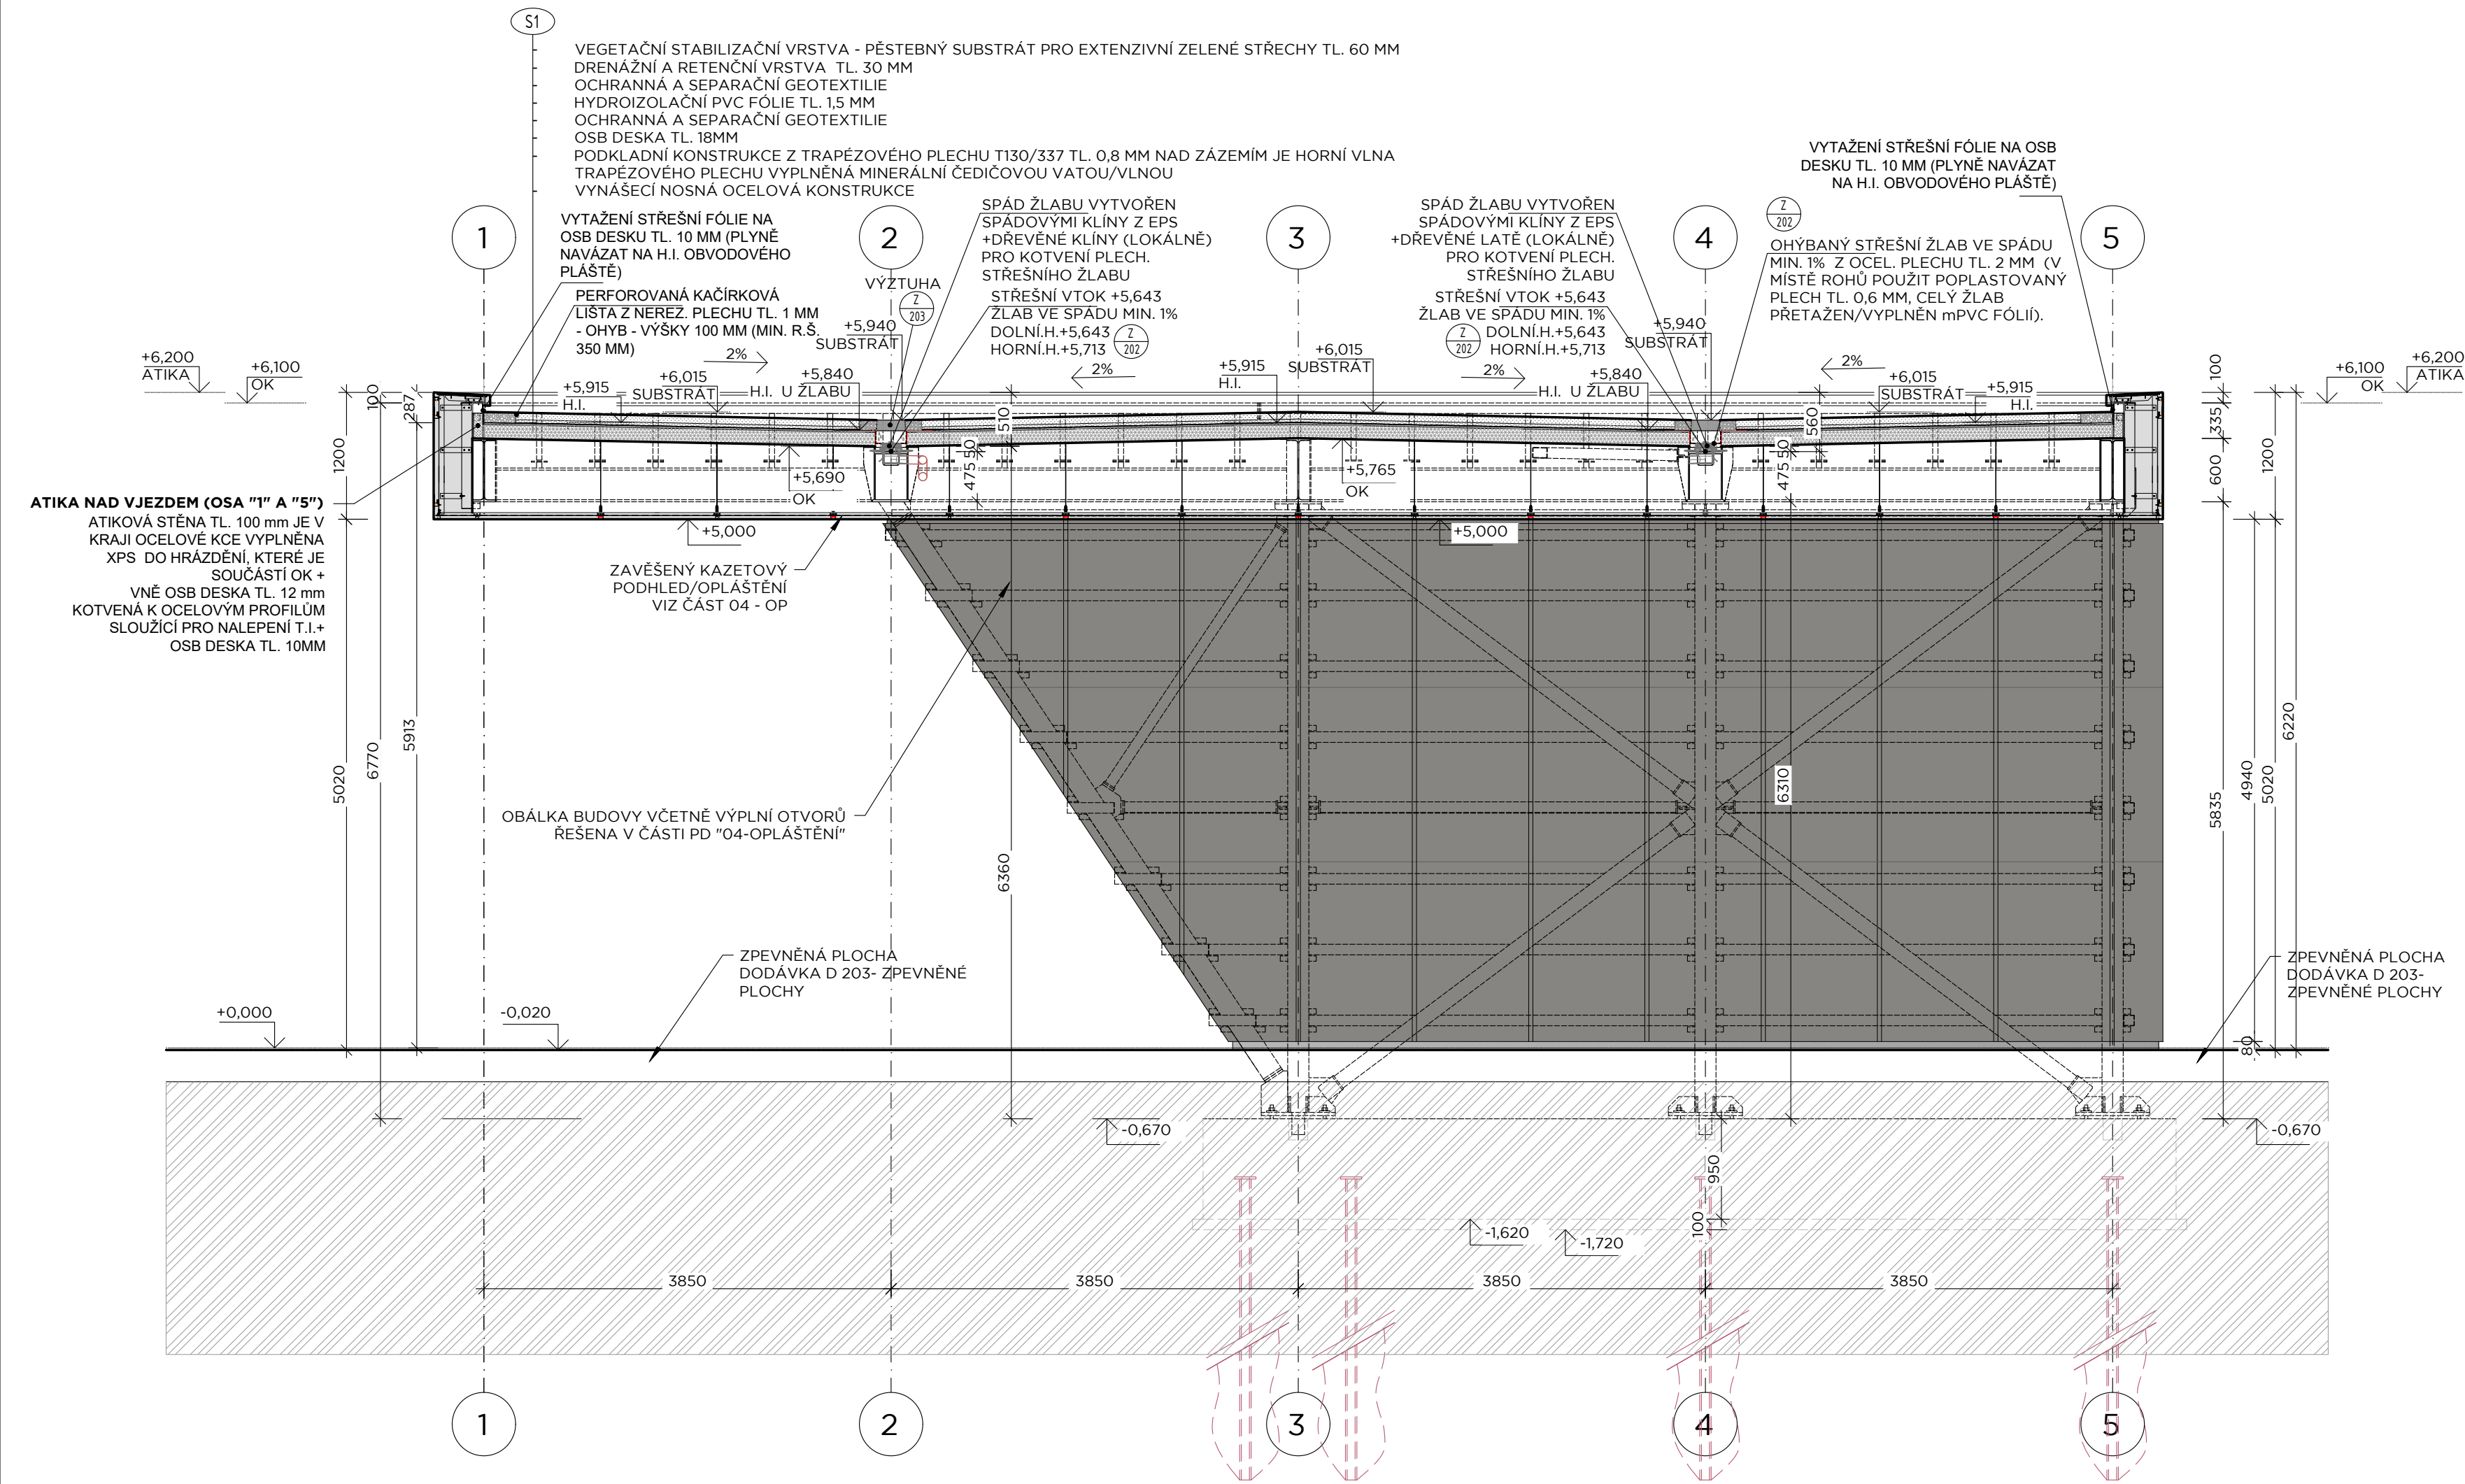 S1
VEGETAČNÍ STABILIZAČNÍ VRSTVA - PĚSTEBNÝ SUBSTRÁT PRO EXTENZIVNÍ ZELENÉ STŘECHY TL. 60 MM
DRENÁŽNÍ A RETENČNÍ VRSTVA TL. 30 MM
OCHRANNÁ A SEPARAČNÍ GEOTEXTILIE
HYDROIZOLAČNÍ PVC FÓLIE TL. 1,5 MM
OCHRANNÁ A SEPARAČNÍ GEOTEXTILIE
OSB DESKA TL. 18MM
PODKLADNÍ KONSTRUKCE Z TRAPÉZOVÉHO PLECHU T130/337 TL. 0,8 MM NAD ZÁZEMÍM JE HORNÍ VLNA
TRAPÉZOVÉHO PLECHU VYPLNĚNÁ MINERÁLNÍ ČEDIČOVOU VATOU/VLNOU
VYNÁŠECÍ NOSNÁ OCELOVÁ KONSTRUKCE
1
VYTAŽENÍ STŘEŠNÍ FÓLIE NA
OSB DESKU TL. 10 MM (PLYNĚ
NAVÁZAT NA H.I. OBVODOVÉHO
PLÁŠTĚ)
PERFOROVANÁ KAČÍRKOVÁ
LIŠTA Z NEREZ. PLECHU TL. 1 MM
- OHYB - VÝŠKY 100 MM (MIN. R.Š.
350 MM)
2
VÝZTUHA
Z
203
SPÁD ŽLABU VYTVOŘEN
SPÁDOVÝMI KLÍNY Z EPS
+DŘEVĚNÉ KLÍNY (LOKÁLNĚ)
PRO KOTVENÍ PLECH.
STŘEŠNÍHO ŽLABU
STŘEŠNÍ VTOK +5,643
ŽLAB VE SPÁDU MIN. 1%
DOLNÍ.H.+5,643
HORNÍ.H.+5,713
Z
202
3
SPÁD ŽLABU VYTVOŘEN
SPÁDOVÝMI KLÍNY Z EPS
+DŘEVĚNÉ LATĚ (LOKÁLNĚ)
PRO KOTVENÍ PLECH.
STŘEŠNÍHO ŽLABU
STŘEŠNÍ VTOK +5,643
ŽLAB VE SPÁDU MIN. 1%
DOLNÍ.H.+5,643
HORNÍ.H.+5,713
Z
202
4
VYTAŽENÍ STŘEŠNÍ FÓLIE NA OSB
DESKU TL. 10 MM (PLYNĚ NAVÁZAT
NA H.I. OBVODOVÉHO PLÁŠTĚ)
Z
202
OHÝBANÝ STŘEŠNÍ ŽLAB VE SPÁDU
MIN. 1% Z OCEL. PLECHU TL. 2 MM (V
MÍSTĚ ROHŮ POUŽIT POPLASTOVANÝ
PLECH TL. 0,6 MM, CELÝ ŽLAB
PŘETAŽEN/VYPLNĚN mPVC FÓLIÍ).
5
+6,200
ATIKA
+6,100
OK
+5,915
H.I.
+6,015
SUBSTRÁT
2%
+5,840
H.I. U ŽLABU
+5,940
SUBSTRÁT
2%
+5,915
H.I.
+6,015
SUBSTRÁT
2%
+5,840
H.I. U ŽLABU
+5,940
SUBSTRÁT
2%
+6,015
SUBSTRÁT
+5,915
H.I.
+6,100
OK
+6,200
ATIKA
100
287
1200
510
50
475
560
50
475
100
335
600
1200
+5,690
OK
+5,765
OK
+5,000
+5,000
ATIKA NAD VJEZDEM (OSA "1" A "5")
ATIKOVÁ STĚNA TL. 100 mm JE V
KRAJI OCELOVÉ KCE VYPLNĚNA
XPS DO HRÁZDĚNÍ, KTERÉ JE
SOUČÁSTÍ OK +
VNĚ OSB DESKA TL. 12 mm
KOTVENÁ K OCELOVÝM PROFILŮM
SLOUŽÍCÍ PRO NALEPENÍ T.I.+
OSB DESKA TL. 10MM
ZAVĚŠENÝ KAZETOVÝ
PODHLED/OPLÁŠTĚNÍ
VIZ ČÁST 04 - OP
OBÁLKA BUDOVY VČETNĚ VÝPLNÍ OTVORŮ
ŘEŠENA V ČÁSTI PD "04-OPLÁŠTĚNÍ"
5020
6770
5913
6360
6310
5835
4940
5020
6220
80
ZPEVNĚNÁ PLOCHA
DODÁVKA D 203- ZPEVNĚNÉ
PLOCHY
ZPEVNĚNÁ PLOCHA
DODÁVKA D 203-
ZPEVNĚNÉ PLOCHY
+0,000
-0,020
-0,670
-0,670
950
100
-1,620
-1,720
3850
3850
3850
3850
1
2
3
4
5